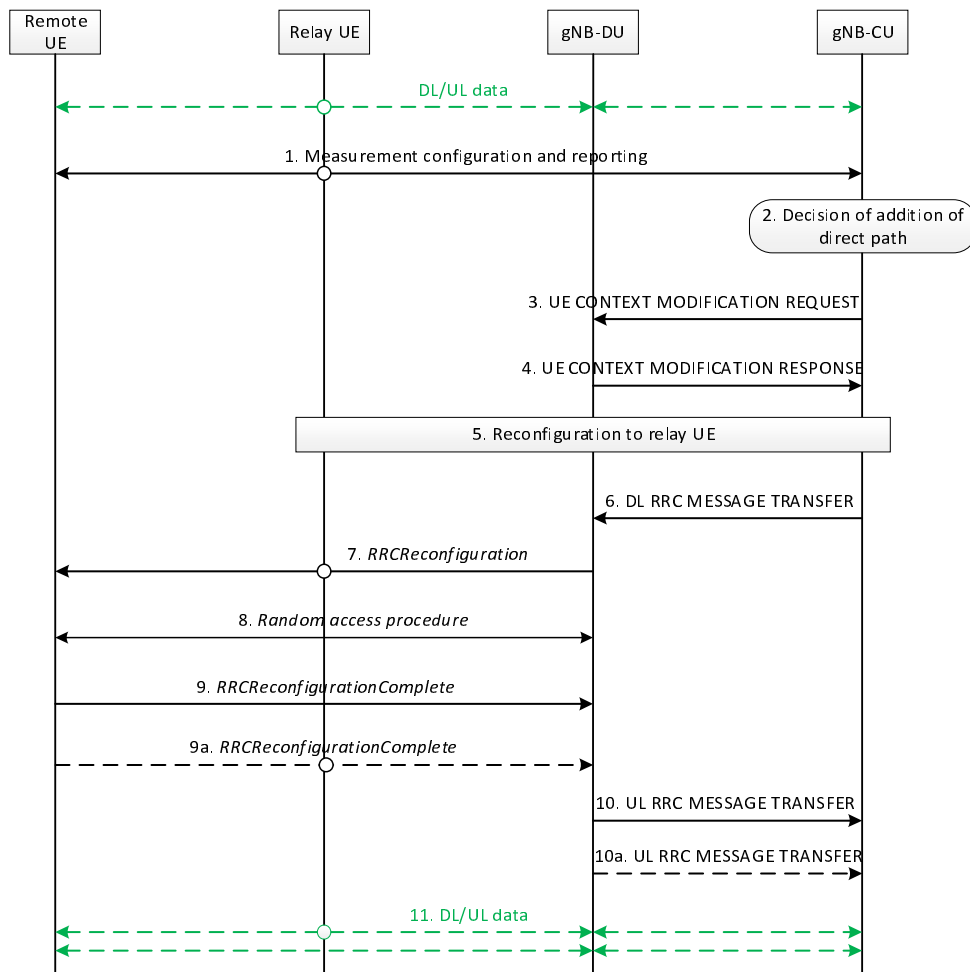 Remote
UE
Relay UE
gNB-DU
gNB-CU
DL/UL data
1. Measurement configuration and reporting
2. Decision of addition of
direct path
3. UE CONTEXT MODIFICATION REQUEST
4. UE CONTEXT MODIFICATION RESPONSE
5. Reconfiguration to relay UE
6. DL RRC MESSAGE TRANSFER
7. RRCReconfiguration
8. Random access procedure
9. RRCReconfigurationComplete
9a. RRCReconfigurationComplete
10. UL RRC MESSAGE TRANSFER
10a. UL RRC MESSAGE TRANSFER
11. DL/UL data